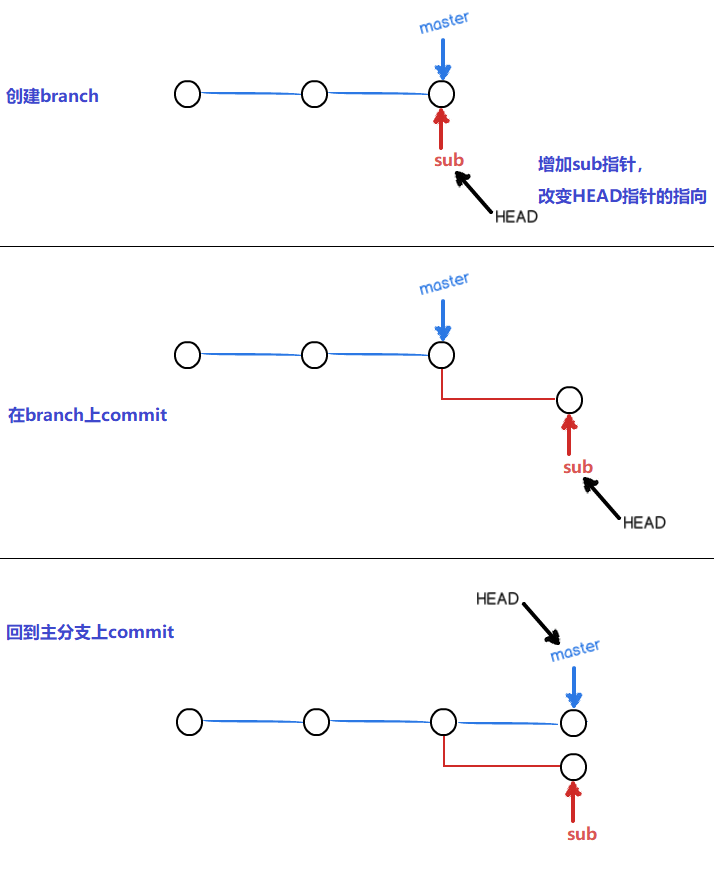 master
创建branch
sub
增加sub指针，
改变HEAD指针的指向
HEAD
master
在branch上commit
sub
HEAD
HEAD
回到主分支上commit
master
sub